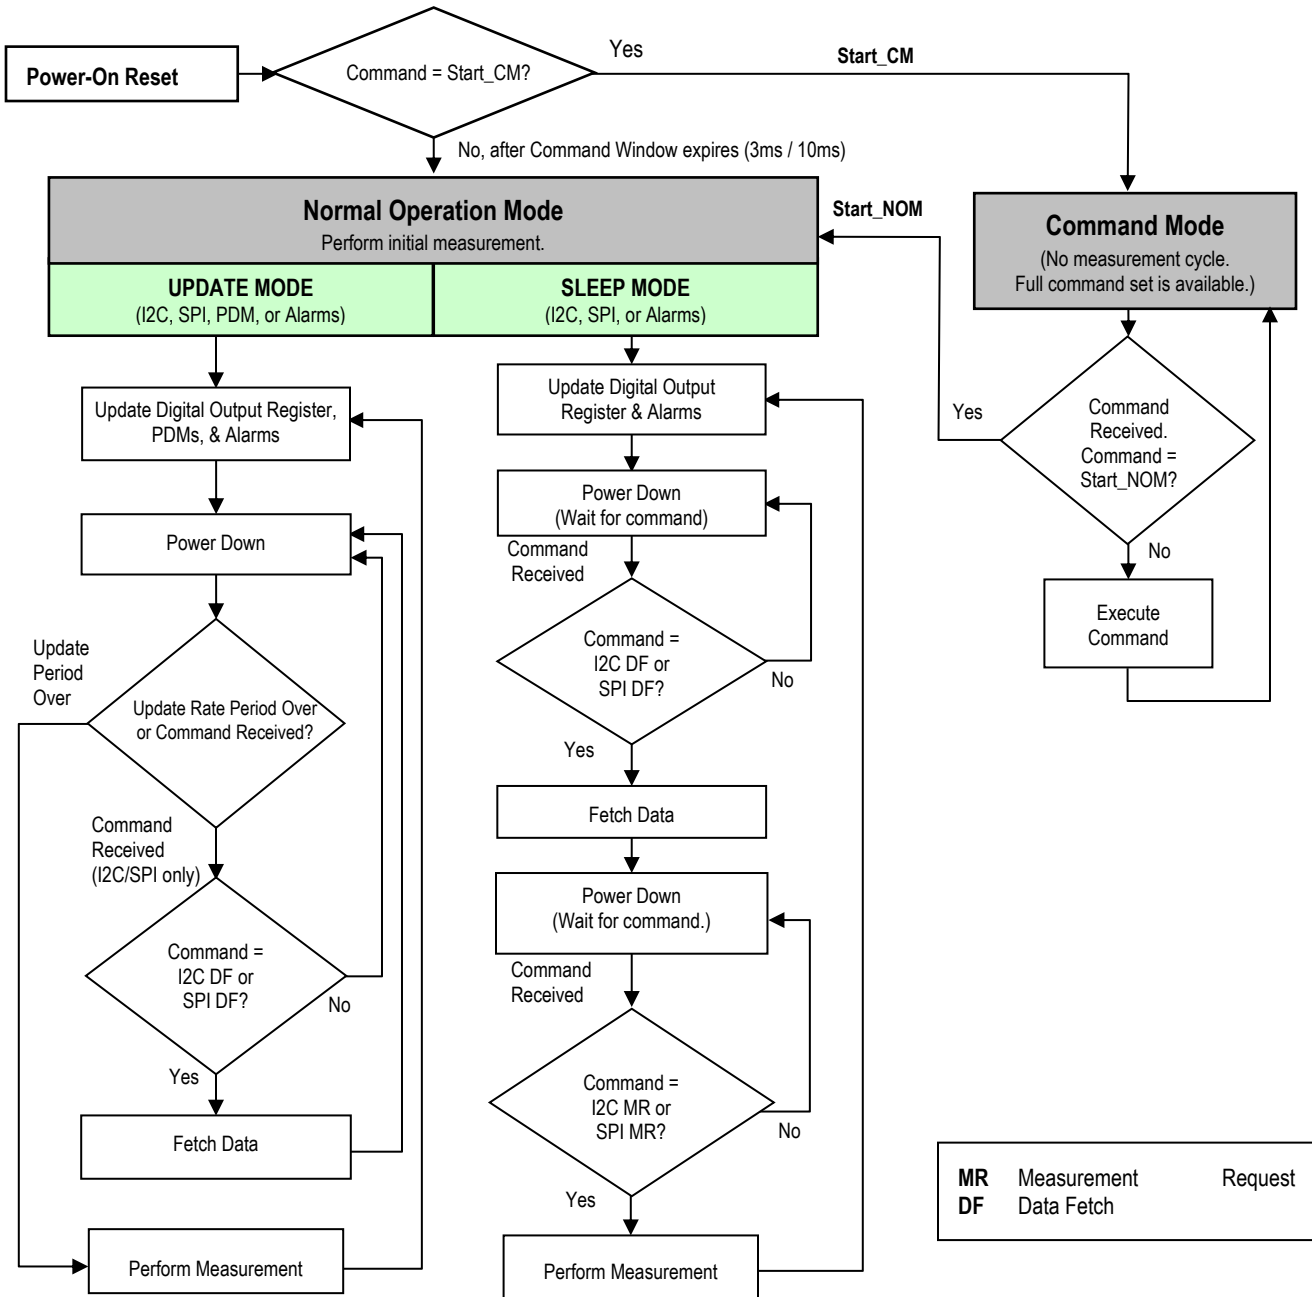 Power-On Reset
Command = Start_CM?
Yes
Start_CM
No, after Command Window expires (3ms / 10ms)
Normal Operation Mode
Perform initial measurement.
UPDATE MODE
(I2C, SPI, PDM, or Alarms)
SLEEP MODE
(I2C, SPI, or Alarms)
Start_NOM
Command Mode
(No measurement cycle.
Full command set is available.)
Update Digital Output Register,
PDMs, & Alarms
Power Down
Update
Period
Over
Update Rate Period Over
or Command Received?
Command
Received
(I2C/SPI only)
Command =
I2C DF or
SPI DF?
No
Yes
Fetch Data
Perform Measurement
Update Digital Output
Register & Alarms
Power Down
(Wait for command)
Command
Received
Command =
I2C DF or
SPI DF?
No
Yes
Fetch Data
Power Down
(Wait for command.)
Command
Received
Command =
I2C MR or
SPI MR?
No
Yes
Perform Measurement
Yes
Command
Received.
Command =
Start_NOM?
No
Execute
Command
MR Measurement Request
DF Data Fetch